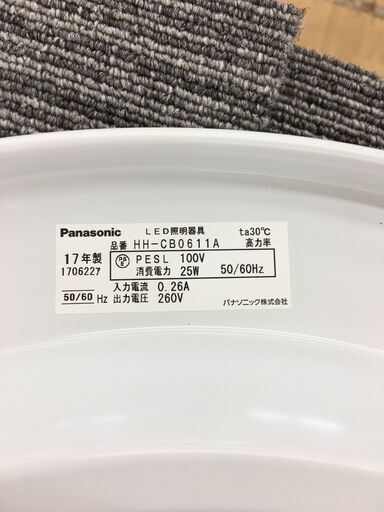 Panasonic LED照明器具 ta30℃
品番 HH-CB0611A 高力率
17年製 PS E PESL 100V
1706227 消費電力 25W 50/60Hz
入力電流 0.26A
50/60 Hz 出力電圧 260V
パナソニック株式会社